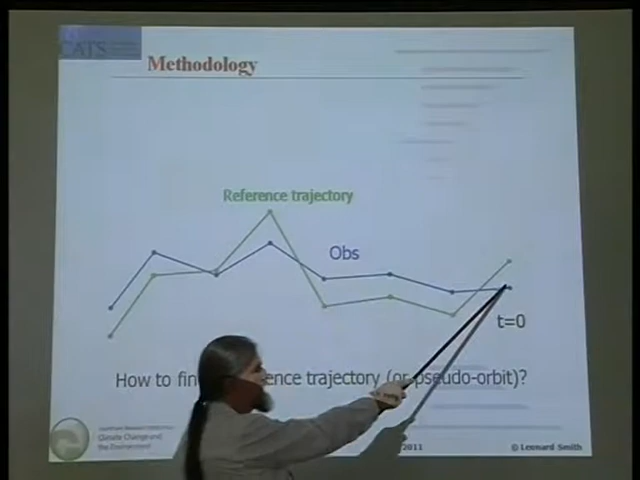 CATS
Methodology
Reference trajectory
Obs
t=0
How to fin ence trajectory (or pseudo-orbit)?
Climate Change and
the Environment
2011
© Leonard Smith